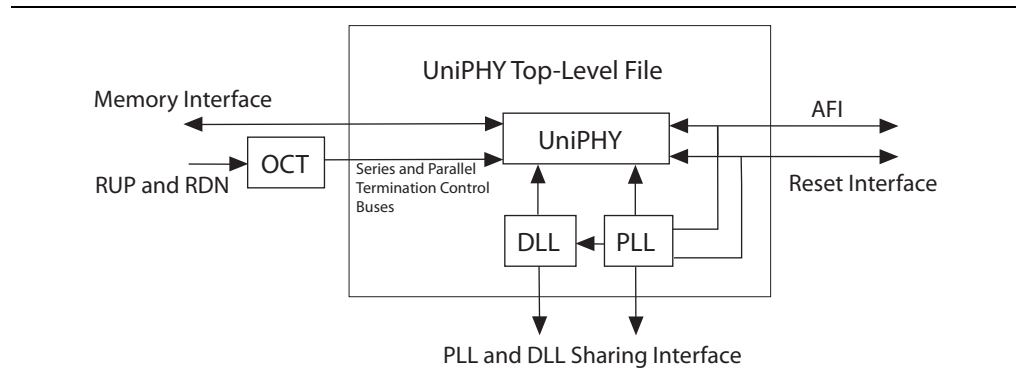 UniPHY Top-Level File
Memory Interface
AFI
UniPHY
OCT
RUP and RDN
Series and Parallel
Termination Control
Buses
Reset Interface
DLL
PLL
PLL and DLL Sharing Interface